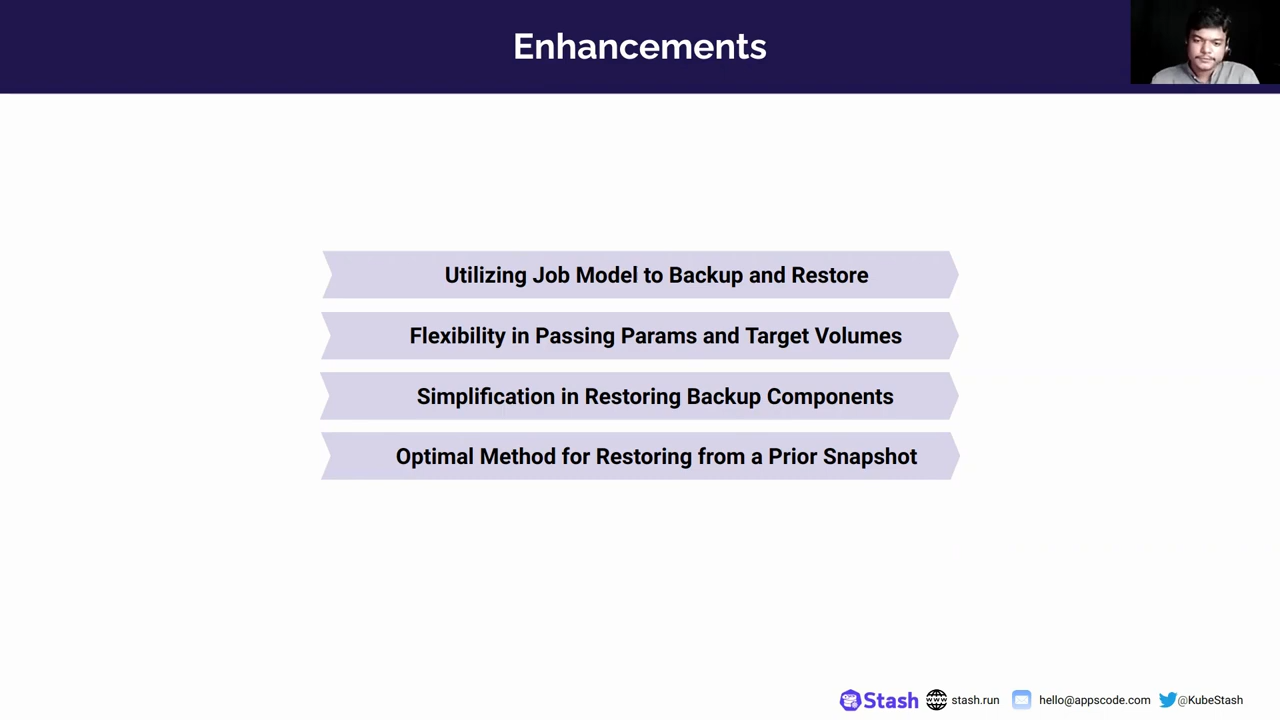 Enhancements
Utilizing Job Model to Backup and Restore
Flexibility in Passing Params and Target Volumes
Simplification in Restoring Backup Components
Optimal Method for Restoring from a Prior Snapshot
Stash stash.run hello@appscode.com @KubeStash